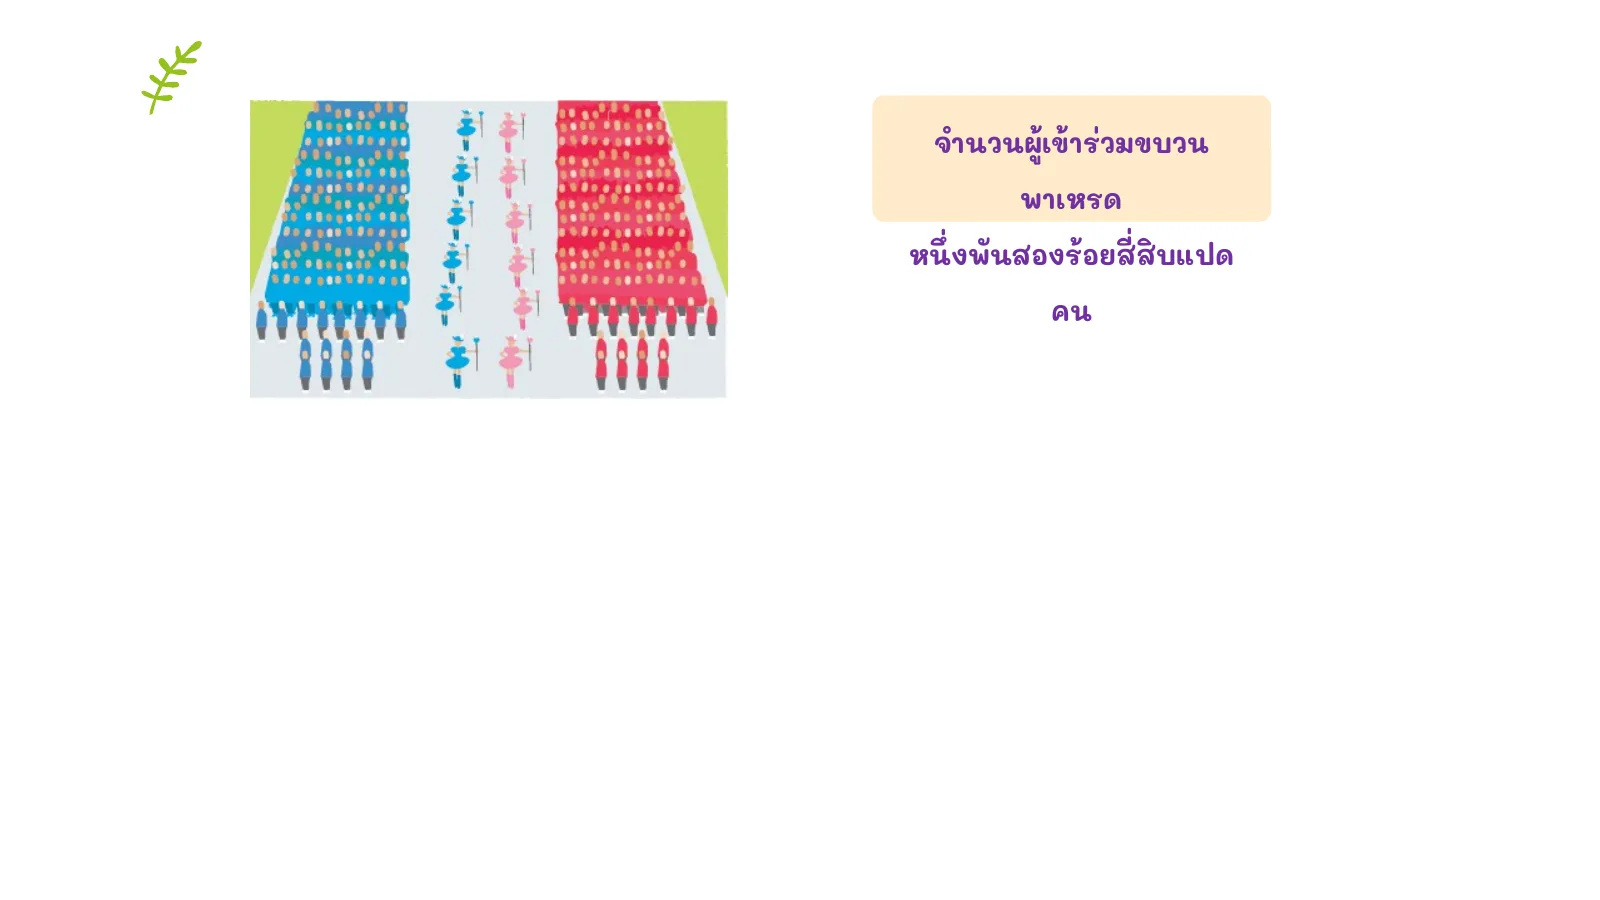 จำนวนผู้เข้าร่วมขบวน
พาเหรด
หนึ่งพันสองร้อยสี่สิบแปด
คน